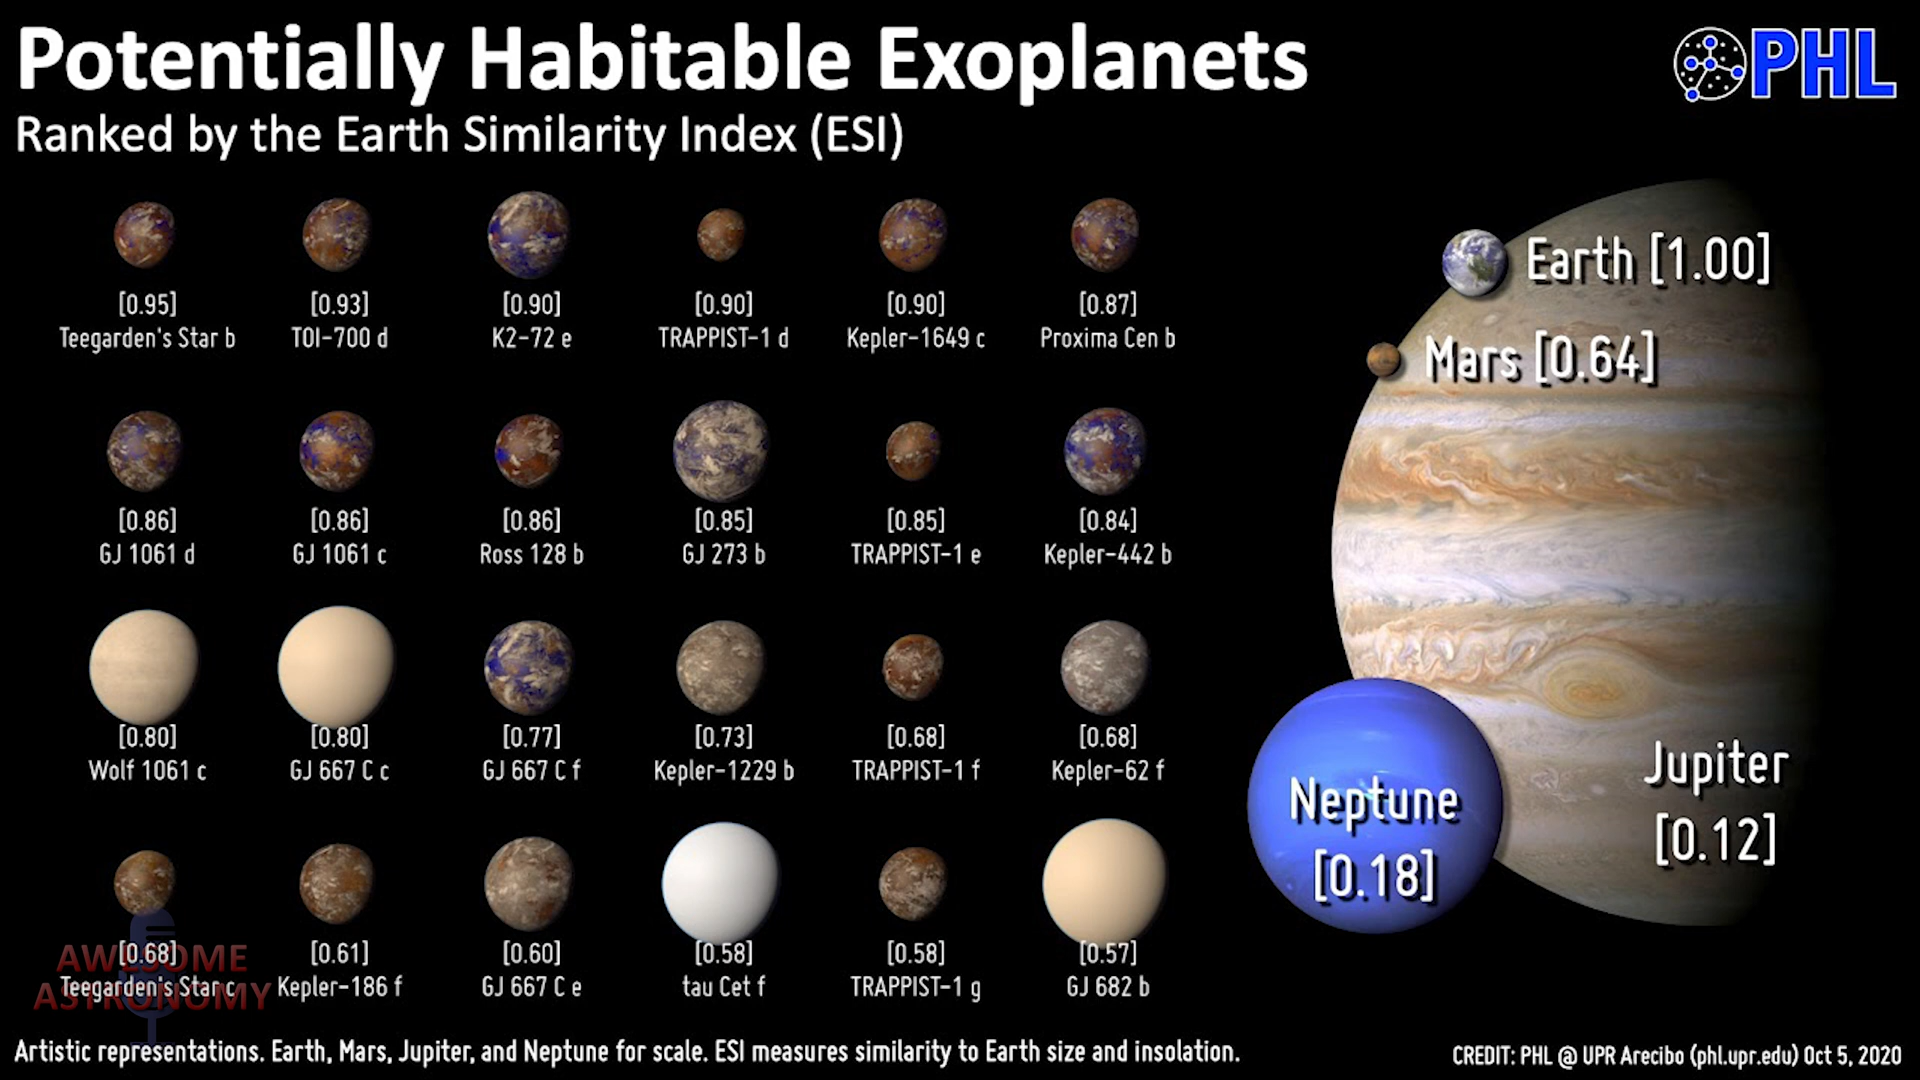 Potentially Habitable Exoplanets
PHL
Ranked by the Earth Similarity Index (ESI)
[0.95] [0.93] [0.90] [0.90] [0.90] [0.87]
Teegarden's Star b TOI-700 d K2-72 e TRAPPIST-1 d Kepler-1649 c Proxima Cen b
[0.86] [0.86] [0.86] [0.85] [0.85] [0.84]
GJ 1061 d GJ 1061 c Ross 128 b GJ 273 b TRAPPIST-1 e Kepler-442 b
[0.80] [0.80] [0.77] [0.73] [0.68] [0.68]
Wolf 1061 c GJ 667 C c GJ 667 C f Kepler-1229 b TRAPPIST-1 f Kepler-62 f
[0.68] [0.61] [0.60] [0.58] [0.58] [0.57]
Teegarden's Star c Kepler-186 f GJ 667 C e tau Cet f TRAPPIST-1 g GJ 682 b
AWESOME
ASTRONOMY
Earth [1.00]
Mars [0.64]
Jupiter
[0.12]
Neptune
[0.18]
Artistic representations. Earth, Mars, Jupiter, and Neptune for scale. ESI measures similarity to Earth size and insolation.
CREDIT: PHL @ UPR Arecibo (phl.upr.edu) Oct 5, 2020